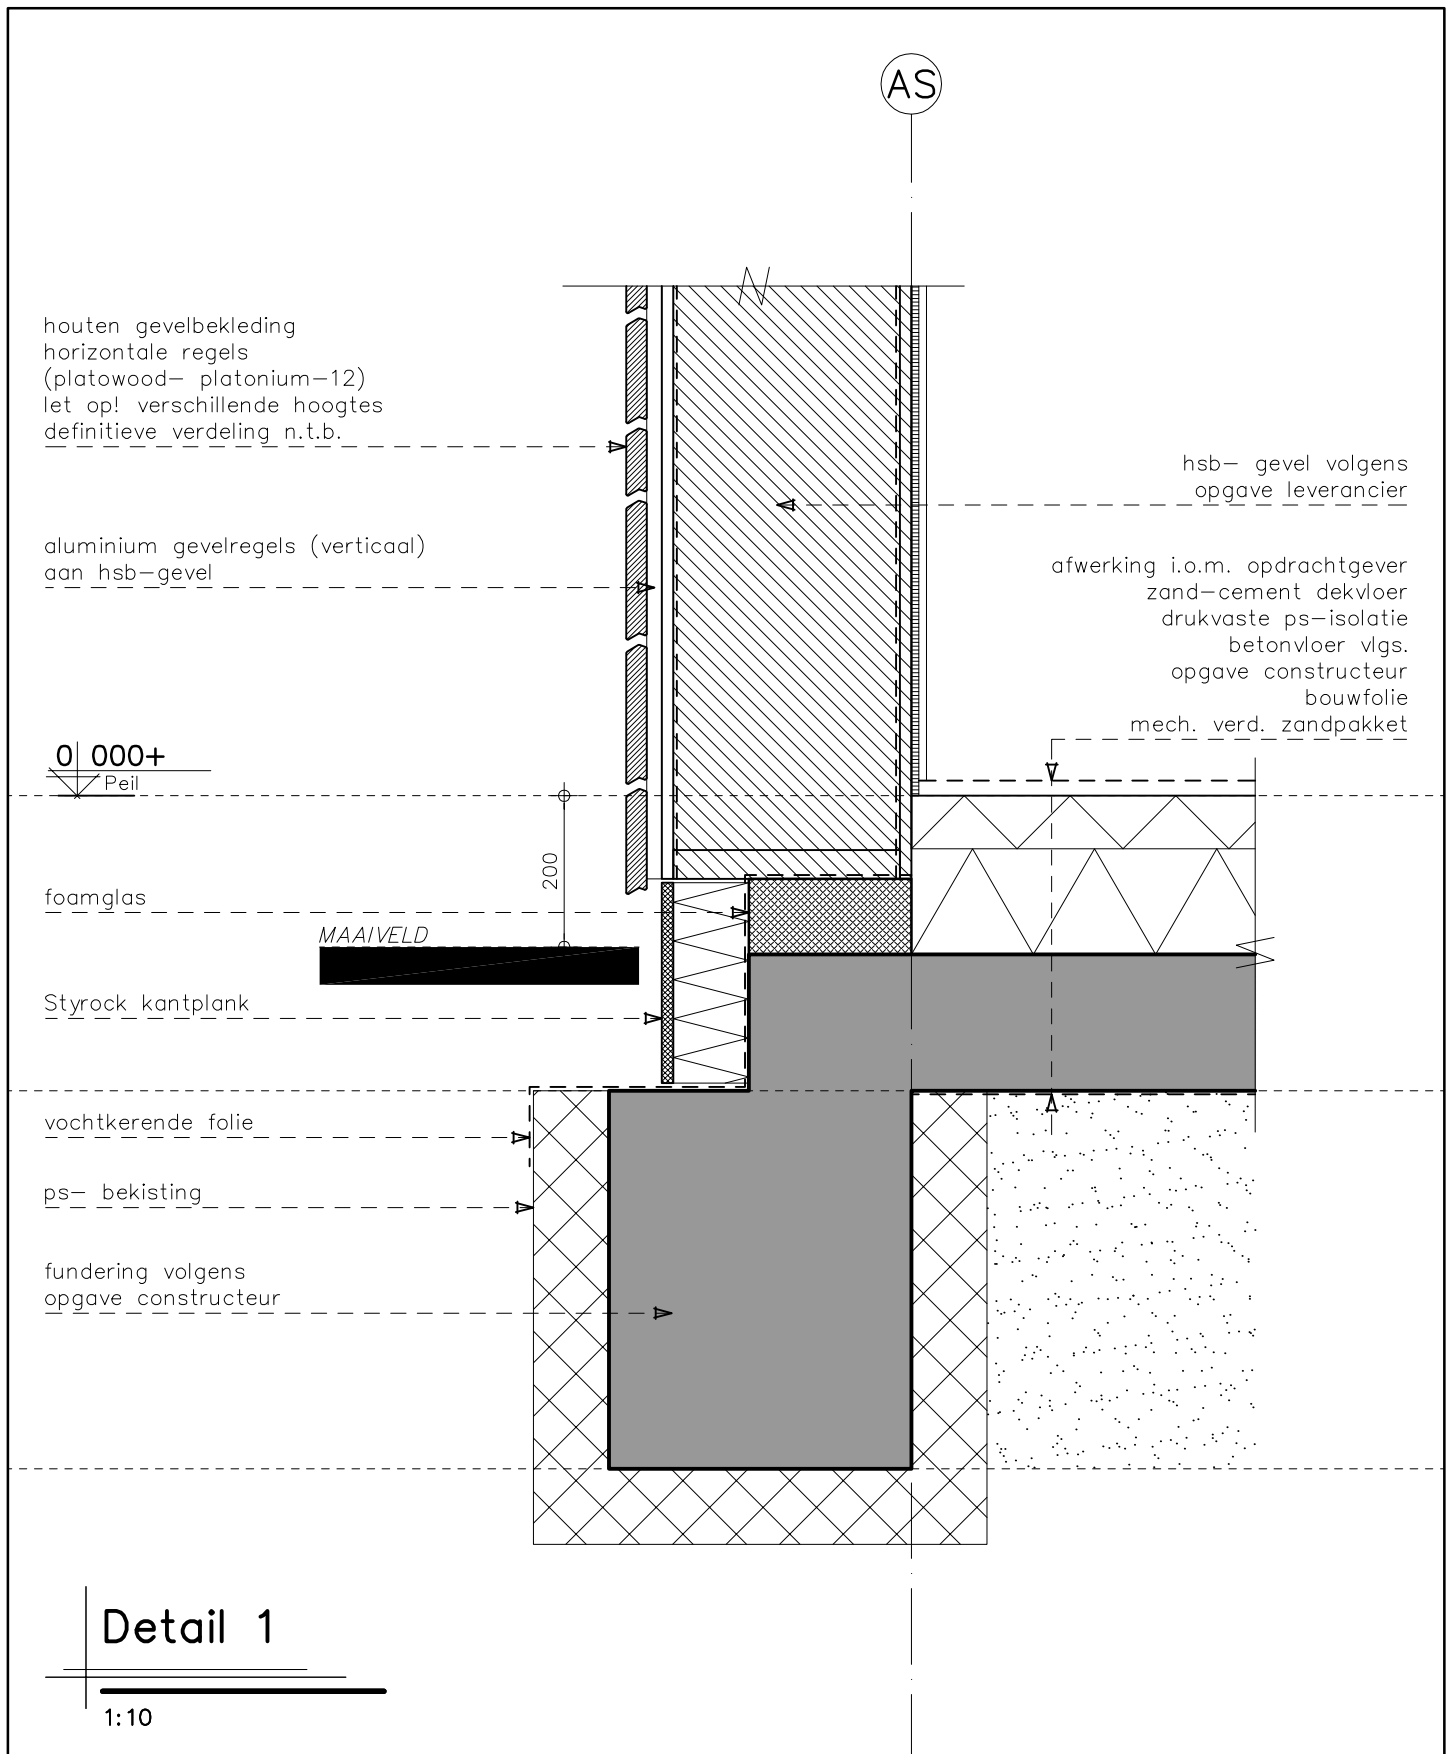 AS
houten gevelbekleding
horizontale regels
(platowood- platonium-12)
let op! verschillende hoogtes
definitieve verdeling n.t.b.
hsb- gevel volgens
opgave leverancier
aluminium gevelregels (verticaal)
aan hsb-gevel
afwerking i.o.m. opdrachtgever
zand-cement dekvloer
drukvaste ps-isolatie
betonvloer vlgs.
opgave constructeur
bouwfolie
mech. verd. zandpakket
0 000+
Peil
200
foamglas
MAAIVELD
Styrock kantplank
vochtkerende folie
ps- bekisting
fundering volgens
opgave constructeur
Detail 1
1:10